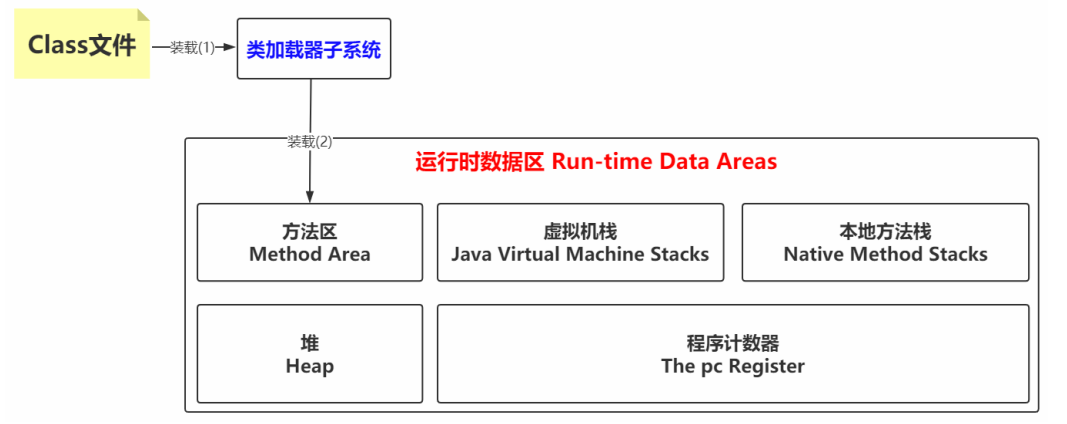 Class文件
装载(1)
类加载器子系统
装载(2)
运行时数据区 Run-time Data Areas
方法区
Method Area
虚拟机栈
Java Virtual Machine Stacks
本地方法栈
Native Method Stacks
堆
Heap
程序计数器
The pc Register